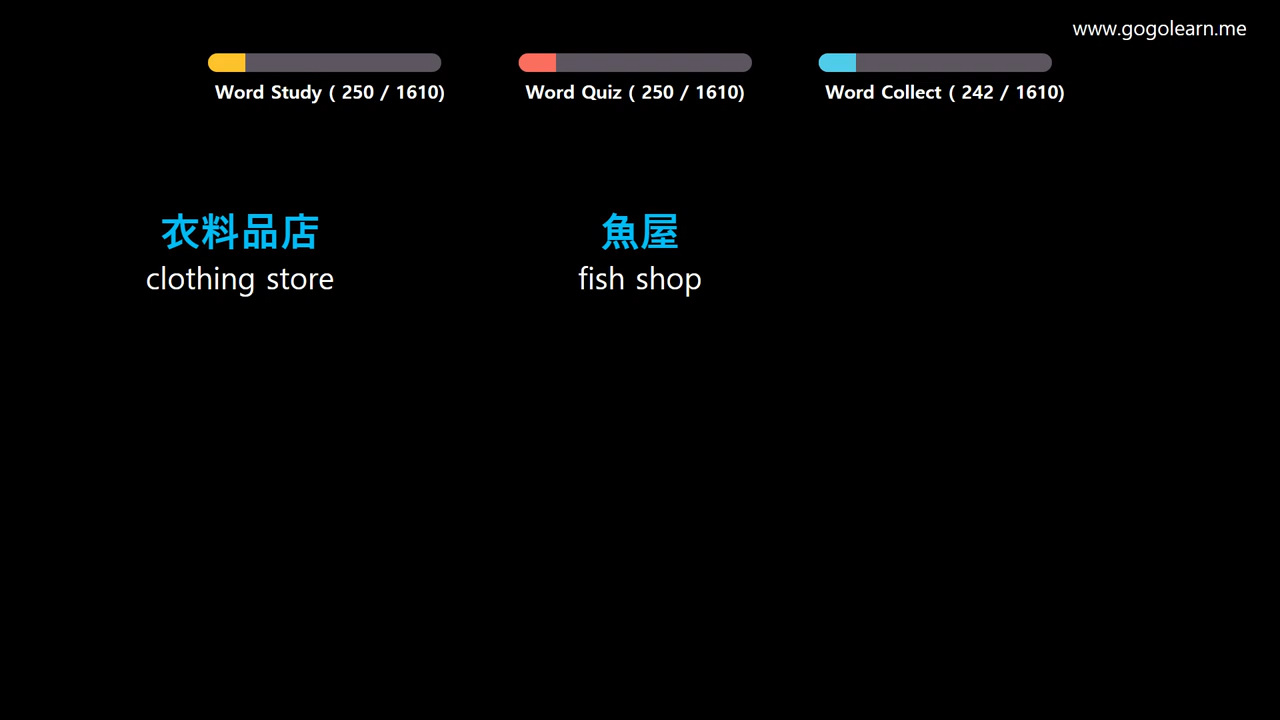 www.gogolearn.me
Word Study ( 250 / 1610)
Word Quiz ( 250 / 1610)
Word Collect ( 242 / 1610)
衣料品店
clothing store
魚屋
fish shop